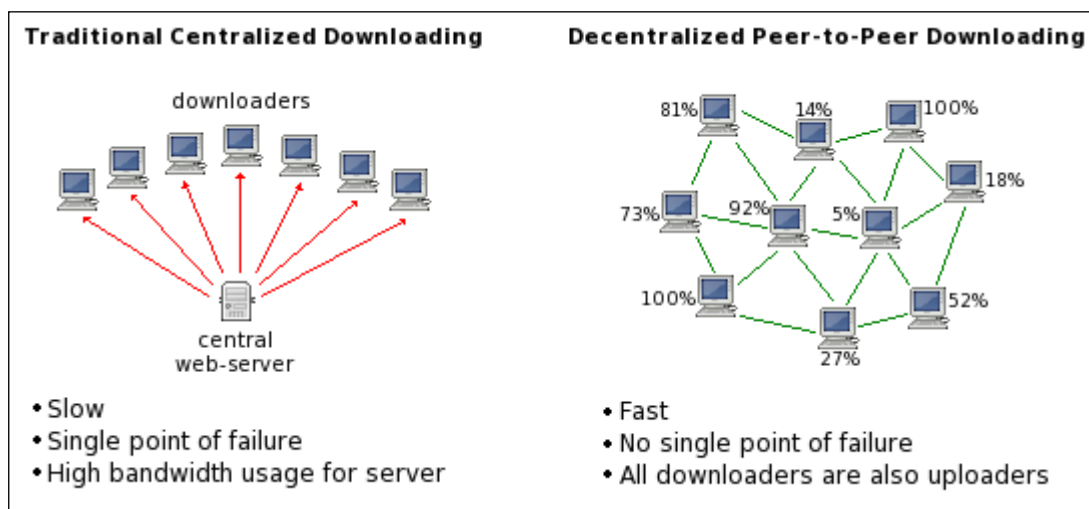 Traditional Centralized Downloading
downloaders
central
web-server
• Slow
• Single point of failure
• High bandwidth usage for server
Decentralized Peer-to-Peer Downloading
81%
14%
100%
18%
73%
92%
5%
100%
52%
27%
• Fast
• No single point of failure
• All downloaders are also uploaders